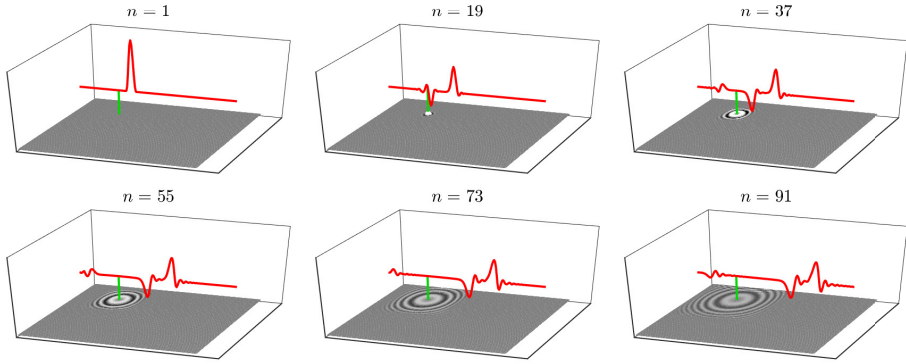 n = 1
n = 19
n = 37
n = 55
n = 73
n = 91